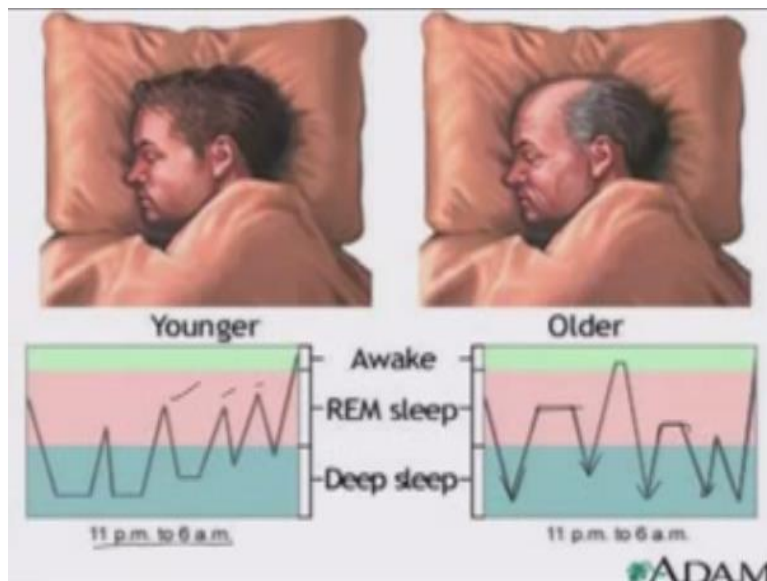 Younger
Older
Awake
REM sleep
Deep sleep
11 p.m. to 6 a.m.
11 p.m. to 6 a.m.
ADAM